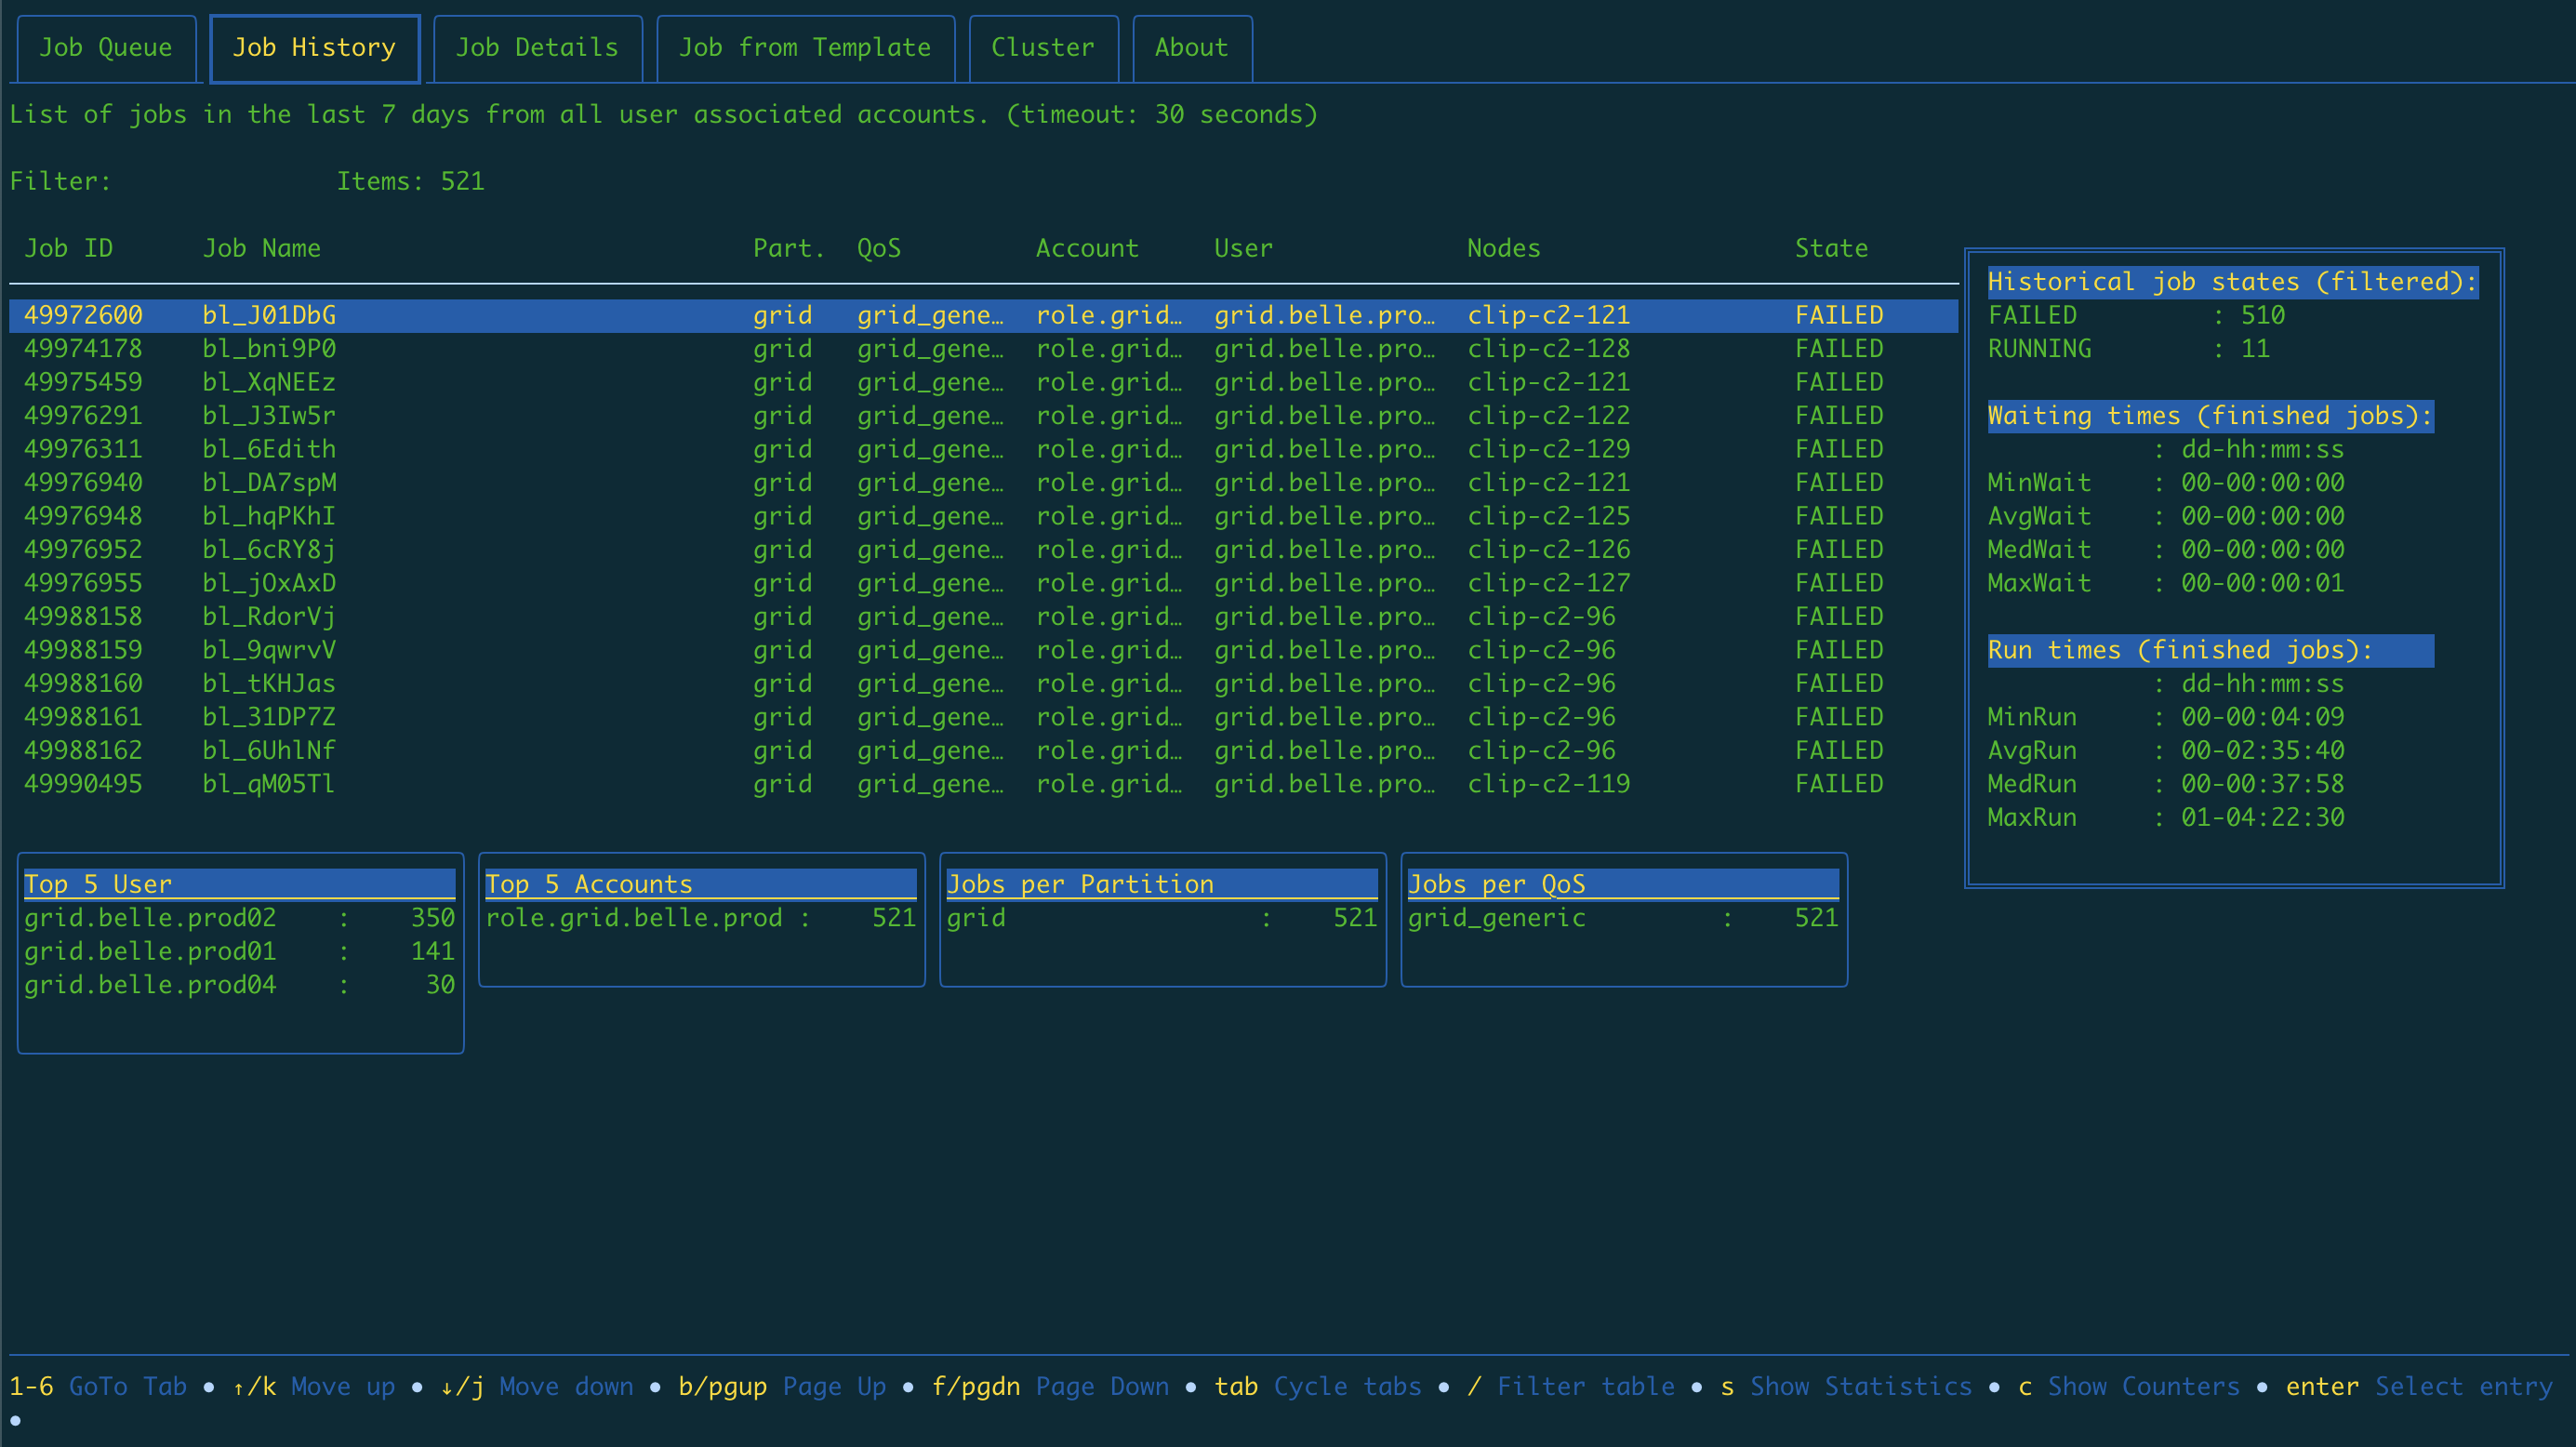 Job Queue Job History Job Details Job from Template Cluster About
List of jobs in the last 7 days from all user associated accounts. (timeout: 30 seconds)
Filter: Items: 521
Job ID Job Name Part. QoS Account User Nodes State
49972600 bl_J01DbG grid grid_gene… role.grid… grid.belle.pro… clip-c2-121 FAILED
49974178 bl_bni9P0 grid grid_gene… role.grid… grid.belle.pro… clip-c2-128 FAILED
49975459 bl_XqNEEz grid grid_gene… role.grid… grid.belle.pro… clip-c2-121 FAILED
49976291 bl_J3Iw5r grid grid_gene… role.grid… grid.belle.pro… clip-c2-122 FAILED
49976311 bl_6Edith grid grid_gene… role.grid… grid.belle.pro… clip-c2-129 FAILED
49976940 bl_DA7spM grid grid_gene… role.grid… grid.belle.pro… clip-c2-121 FAILED
49976948 bl_hqPKhI grid grid_gene… role.grid… grid.belle.pro… clip-c2-125 FAILED
49976952 bl_6cRY8j grid grid_gene… role.grid… grid.belle.pro… clip-c2-126 FAILED
49976955 bl_jOxAxD grid grid_gene… role.grid… grid.belle.pro… clip-c2-127 FAILED
49988158 bl_RdorVj grid grid_gene… role.grid… grid.belle.pro… clip-c2-96 FAILED
49988159 bl_9qwrvV grid grid_gene… role.grid… grid.belle.pro… clip-c2-96 FAILED
49988160 bl_tKHJas grid grid_gene… role.grid… grid.belle.pro… clip-c2-96 FAILED
49988161 bl_31DP7Z grid grid_gene… role.grid… grid.belle.pro… clip-c2-96 FAILED
49988162 bl_6UhlNf grid grid_gene… role.grid… grid.belle.pro… clip-c2-96 FAILED
49990495 bl_qM05Tl grid grid_gene… role.grid… grid.belle.pro… clip-c2-119 FAILED
Historical job states (filtered):
FAILED : 510
RUNNING : 11
Waiting times (finished jobs):
: dd-hh:mm:ss
MinWait : 00-00:00:00
AvgWait : 00-00:00:00
MedWait : 00-00:00:00
MaxWait : 00-00:00:01
Run times (finished jobs):
: dd-hh:mm:ss
MinRun : 00-00:04:09
AvgRun : 00-02:35:40
MedRun : 00-00:37:58
MaxRun : 01-04:22:30
Top 5 User
grid.belle.prod02 : 350
grid.belle.prod01 : 141
grid.belle.prod04 : 30
Top 5 Accounts
role.grid.belle.prod : 521
Jobs per Partition
grid : 521
Jobs per QoS
grid_generic : 521
1-6 GoTo Tab • ↑/k Move up • ↓/j Move down • b/pgup Page Up • f/pgdn Page Down • tab Cycle tabs • / Filter table • s Show Statistics • c Show Counters • enter Select entry
•